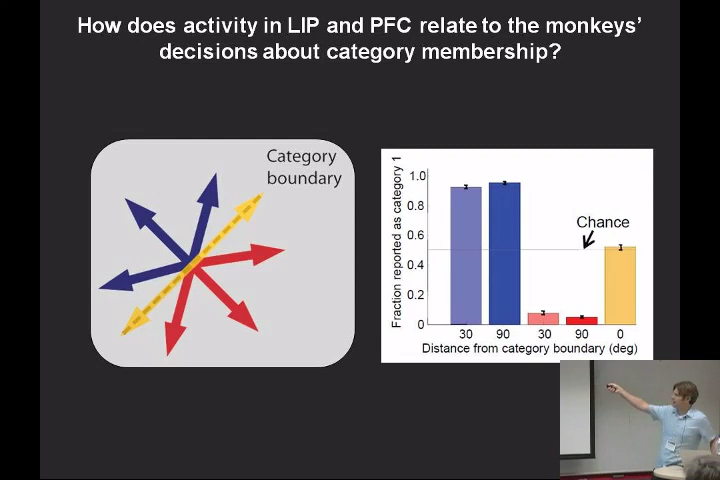 How does activity in LIP and PFC relate to the monkeys'
decisions about category membership?
Category
boundary
Fraction reported as category 1
1.0
0.8
0.6
0.4
0.2
0
Chance
30 90 30 90 0
Distance from category boundary (deg)